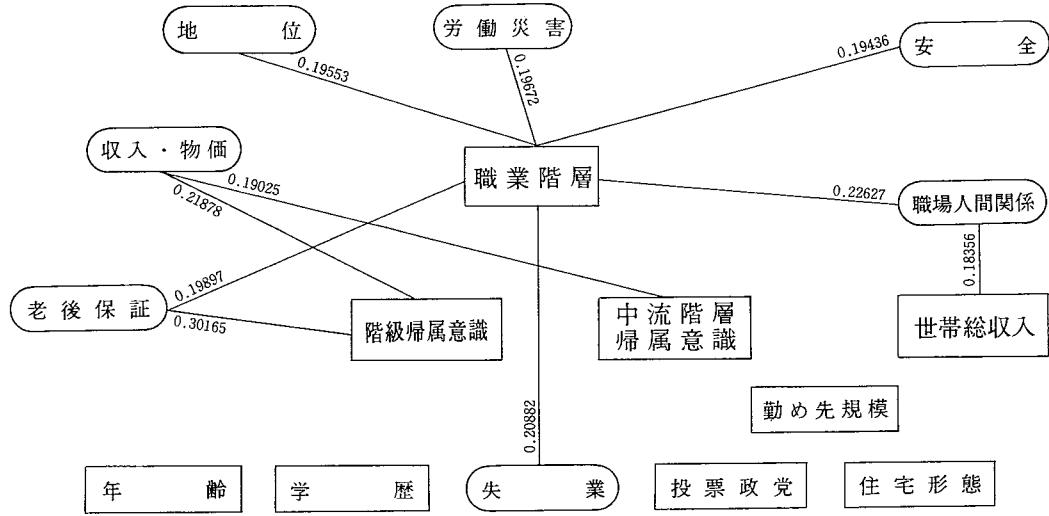 地位
労働災害
安全
0.19553
0.19672
0.19436
収入・物価
職業階層
0.19025
0.21878
0.22627
職場人間関係
0.18356
0.19897
老後保証
0.30165
階級帰属意識
中流階層
帰属意識
世帯総収入
勤め先規模
0.20882
年齢
学歴
失業
投票政党
住宅形態